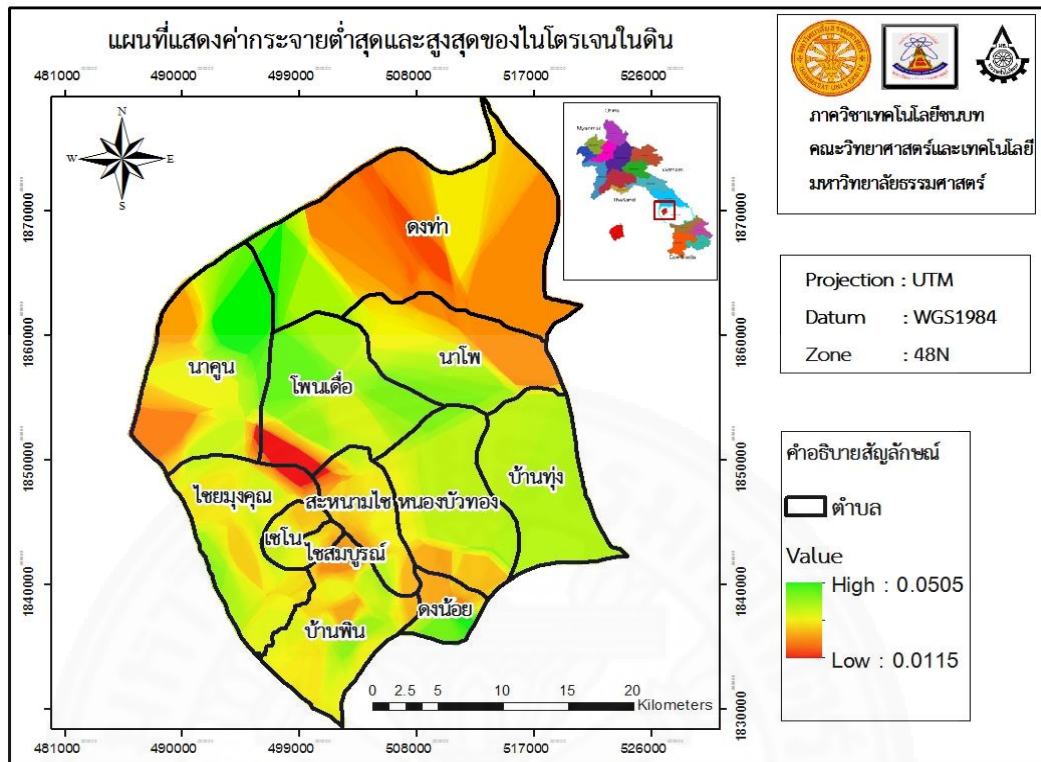 แผนที่แสดงค่ากระจายต่ำสุดและสูงสุดของไนโตรเจนในดิน
481000 490000 499000 508000 517000 526000
N
W E
S
China
Myanmar
Vietnam
Thailand
Cambodia
1870000 1870000
1860000 1860000
1850000 1850000
1840000 1840000
1830000
ดงท่า
นาคูน
โพนเดื่อ
นาโพ
บ้านทุ่ง
ไชยมุงคุณ
สะหนามไช
หนองบัวทอง
เซโน
ไชสมบูรณ์
ดงน้อย
บ้านพิน
0 2.5 5 10 15 20
Kilometers
481000 490000 499000 508000 517000 526000
ภาควิชาเทคโนโลยีชนบท
คณะวิทยาศาสตร์และเทคโนโลยี
มหาวิทยาลัยธรรมศาสตร์
Projection : UTM
Datum : WGS1984
Zone : 48N
คำอธิบายสัญลักษณ์
ตำบล
Value
High : 0.0505
Low : 0.0115